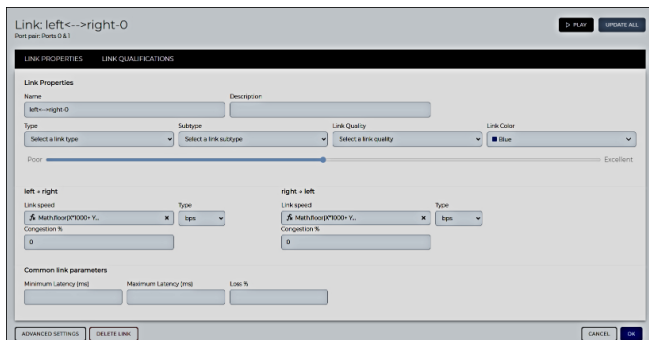 Link: left<-->right-0
Port pair: Ports 0 & 1
PLAY
UPDATE ALL
LINK PROPERTIES LINK QUALIFICATIONS
Link Properties
Name Description
left<-->right-0
Type Subtype Link Quality Link Color
Select a link type Select a link subtype Select a link quality Blue
Poor Excellent
left → right right → left
Link speed Type Link speed Type
fx Math.floor(X*1000+ Y... × bps fx Math.floor(X*1000+ Y... × bps
Congestion % Congestion %
0 0
Common link parameters
Minimum Latency (ms) Maximum Latency (ms) Loss %
ADVANCED SETTINGS DELETE LINK CANCEL OK